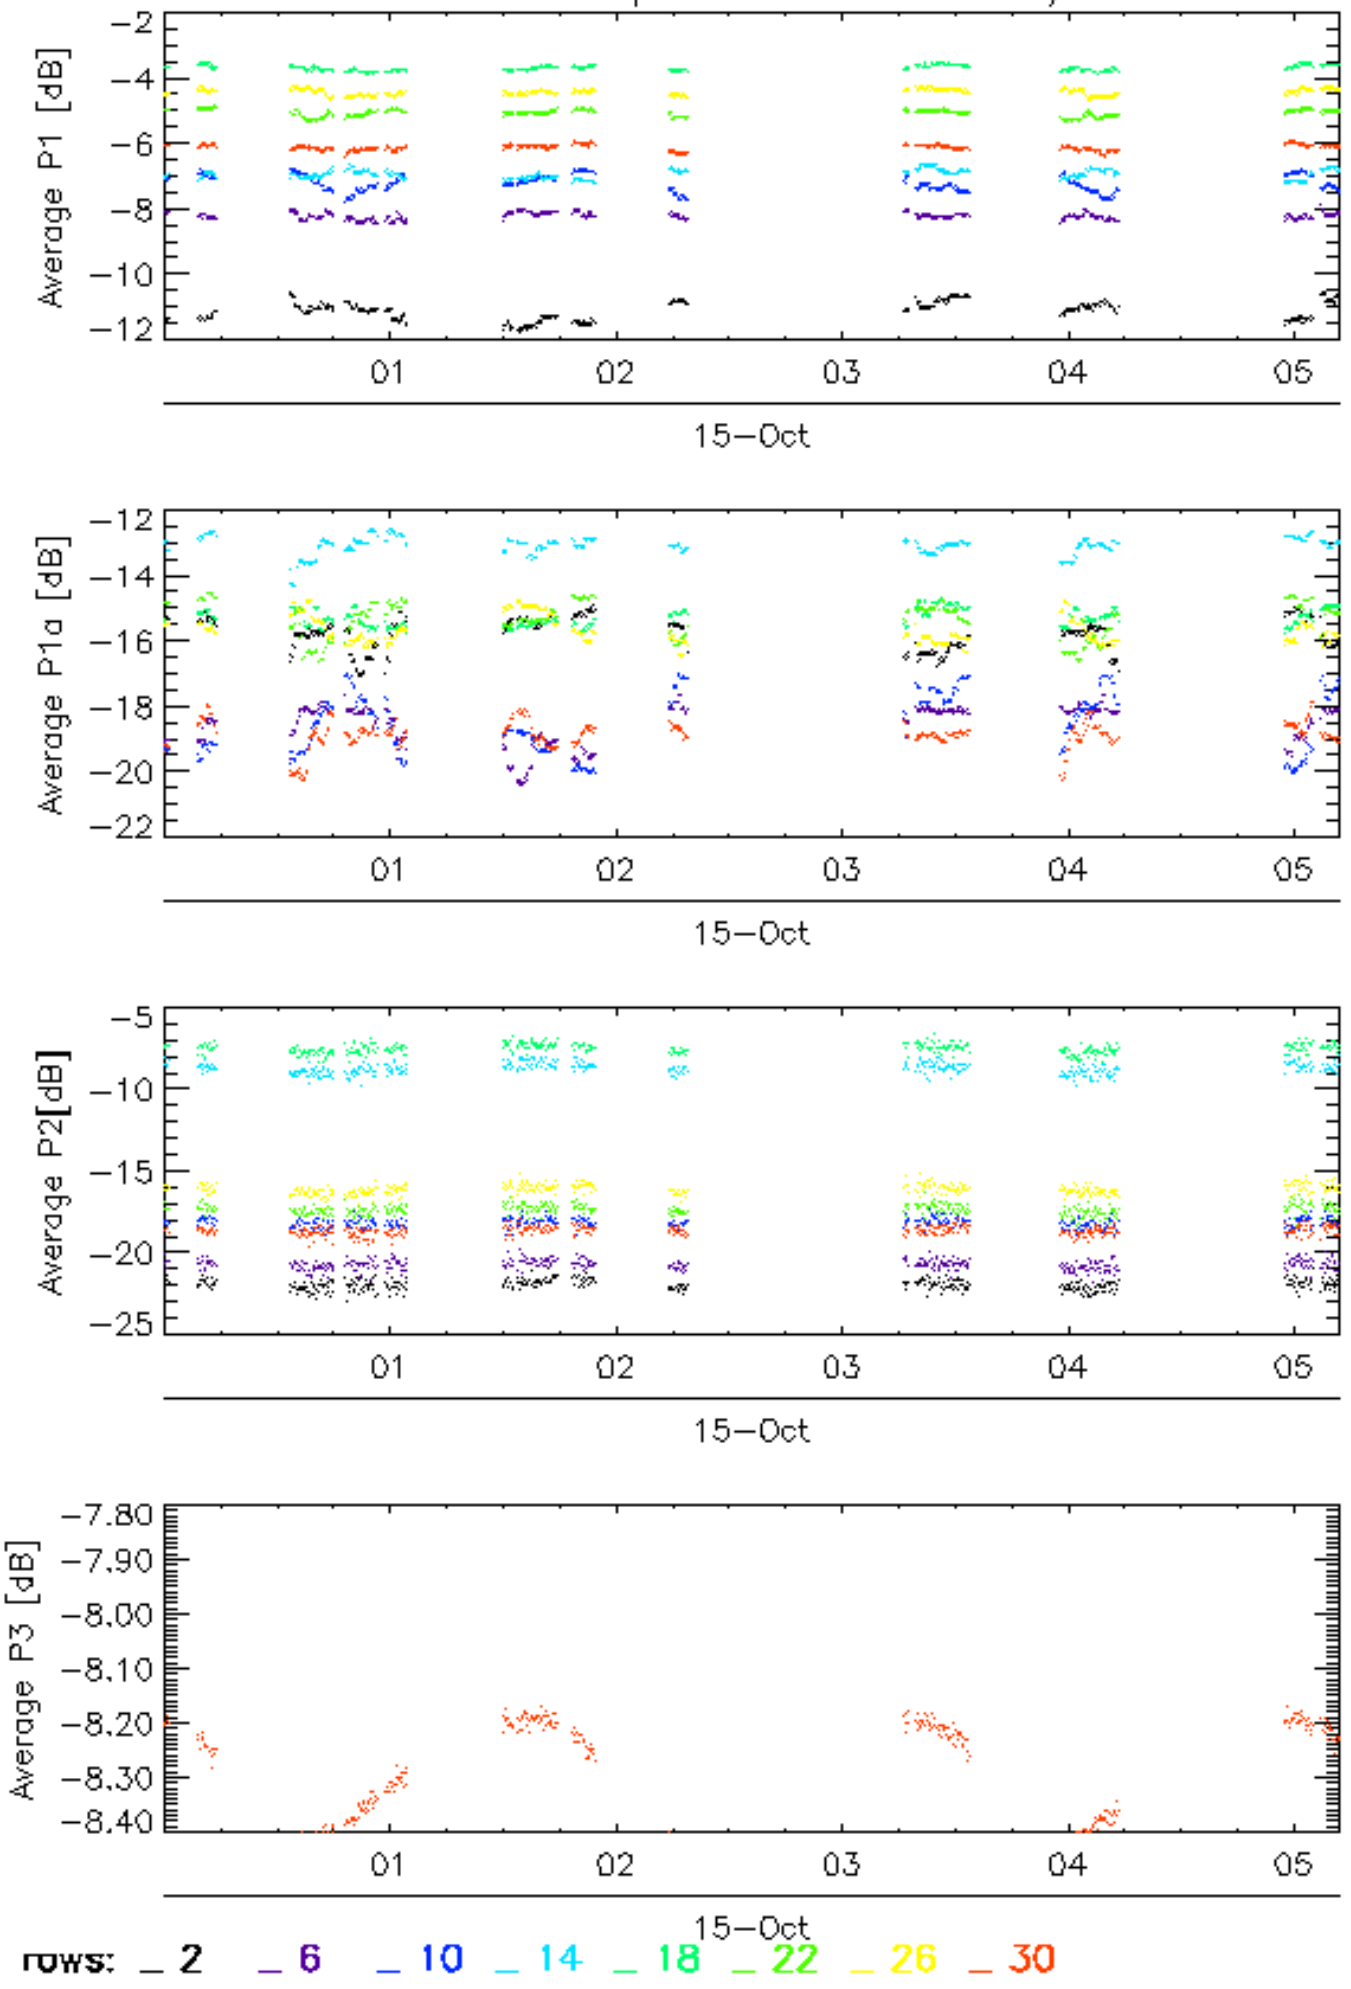 Average P1 [dB]
−2
−4
−6
−8
−10
−12
01 02 03 04 05
15−Oct
Average P1a [dB]
−12
−14
−16
−18
−20
−22
01 02 03 04 05
15−Oct
Average P2[dB]
−5
−10
−15
−20
−25
01 02 03 04 05
15−Oct
Average P3 [dB]
−7.80
−7.90
−8.00
−8.10
−8.20
−8.30
−8.40
01 02 03 04 05
15−Oct
rows: _ 2 _ 6 _ 10 _ 14 _ 18 _ 22 _ 26 _ 30